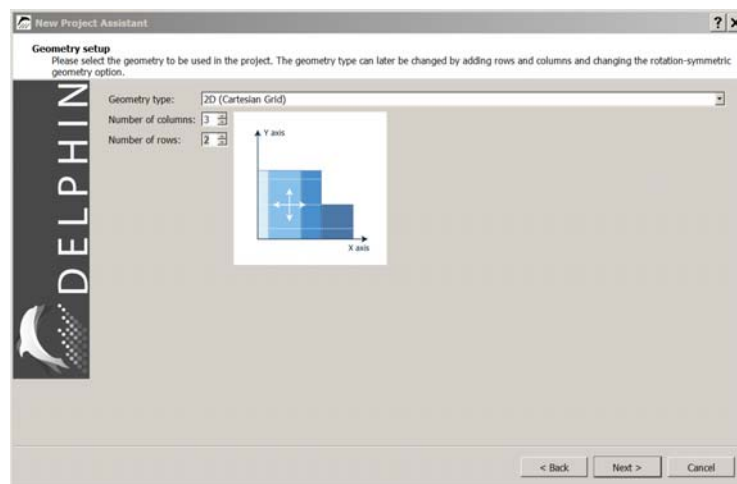 New Project Assistant
Geometry setup
Please select the geometry to be used in the project. The geometry type can later be changed by adding rows and columns and changing the rotation-symmetric
geometry option.
DELPHIN
Geometry type: 2D (Cartesian Grid)
Number of columns: 3
Number of rows: 2
Y axis
X axis
< Back Next > Cancel